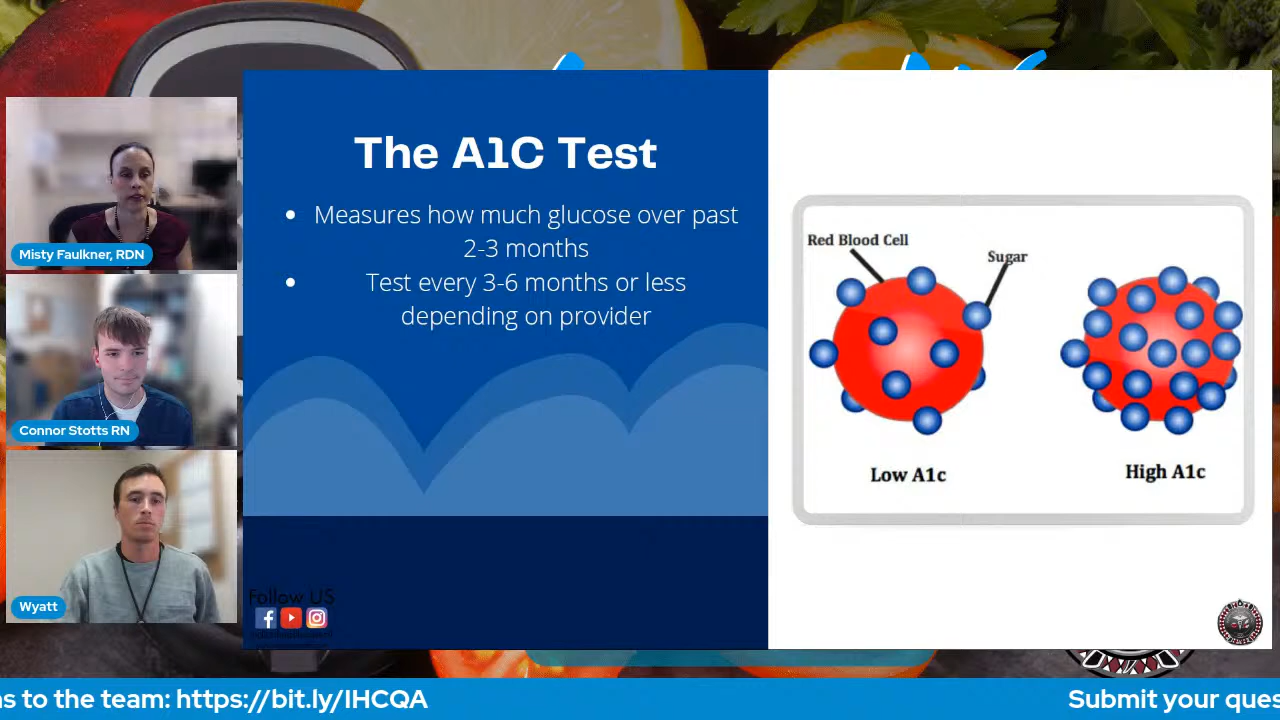 Misty Faulkner, RDN
Connor Stotts RN
Wyatt
The A1C Test
• Measures how much glucose over past
2-3 months
• Test every 3-6 months or less
depending on provider
Follow US
Red Blood Cell
Sugar
Low A1c
High A1c
ns to the team: https://bit.ly/IHCQA
Submit your ques